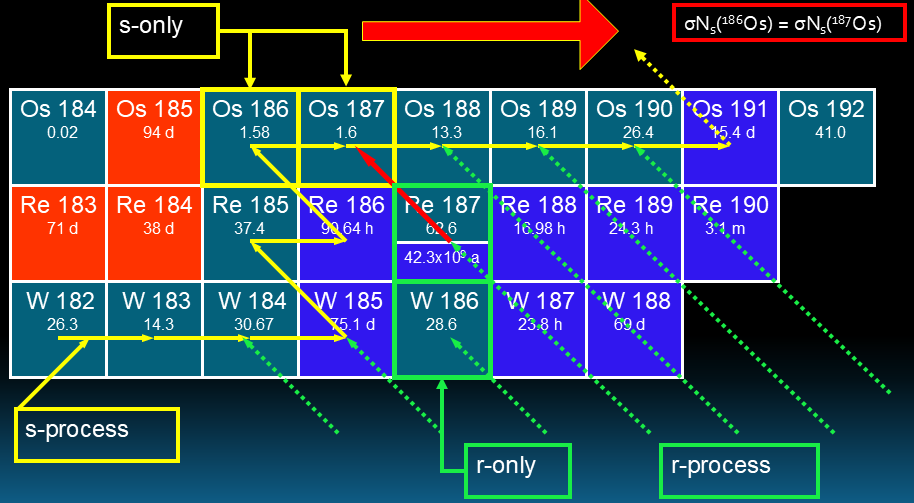 s-only
σNₛ(¹⁸⁶Os) = σNₛ(¹⁸⁷Os)
Os 184
0.02
Os 185
94 d
Os 186
1.58
Os 187
1.6
Os 188
13.3
Os 189
16.1
Os 190
26.4
Os 191
15.4 d
Os 192
41.0
Re 183
71 d
Re 184
38 d
Re 185
37.4
Re 186
90.64 h
Re 187
62.6
42.3x10⁹ a
Re 188
16.98 h
Re 189
24.3 h
Re 190
3.1 m
W 182
26.3
W 183
14.3
W 184
30.67
W 185
75.1 d
W 186
28.6
W 187
23.8 h
W 188
69 d
s-process
r-only
r-process